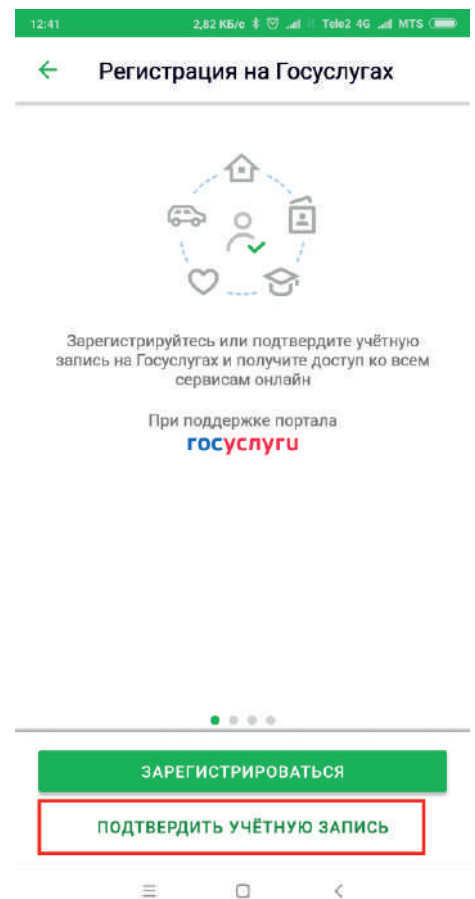 12:41 2,82 КБ/с Tele2 4G MTS
Регистрация на Госуслугах
Зарегистрируйтесь или подтвердите учётную
запись на Госуслугах и получите доступ ко всем
сервисам онлайн
При поддержке портала
госуслуги
ЗАРЕГИСТРИРОВАТЬСЯ
ПОДТВЕРДИТЬ УЧЁТНУЮ ЗАПИСЬ